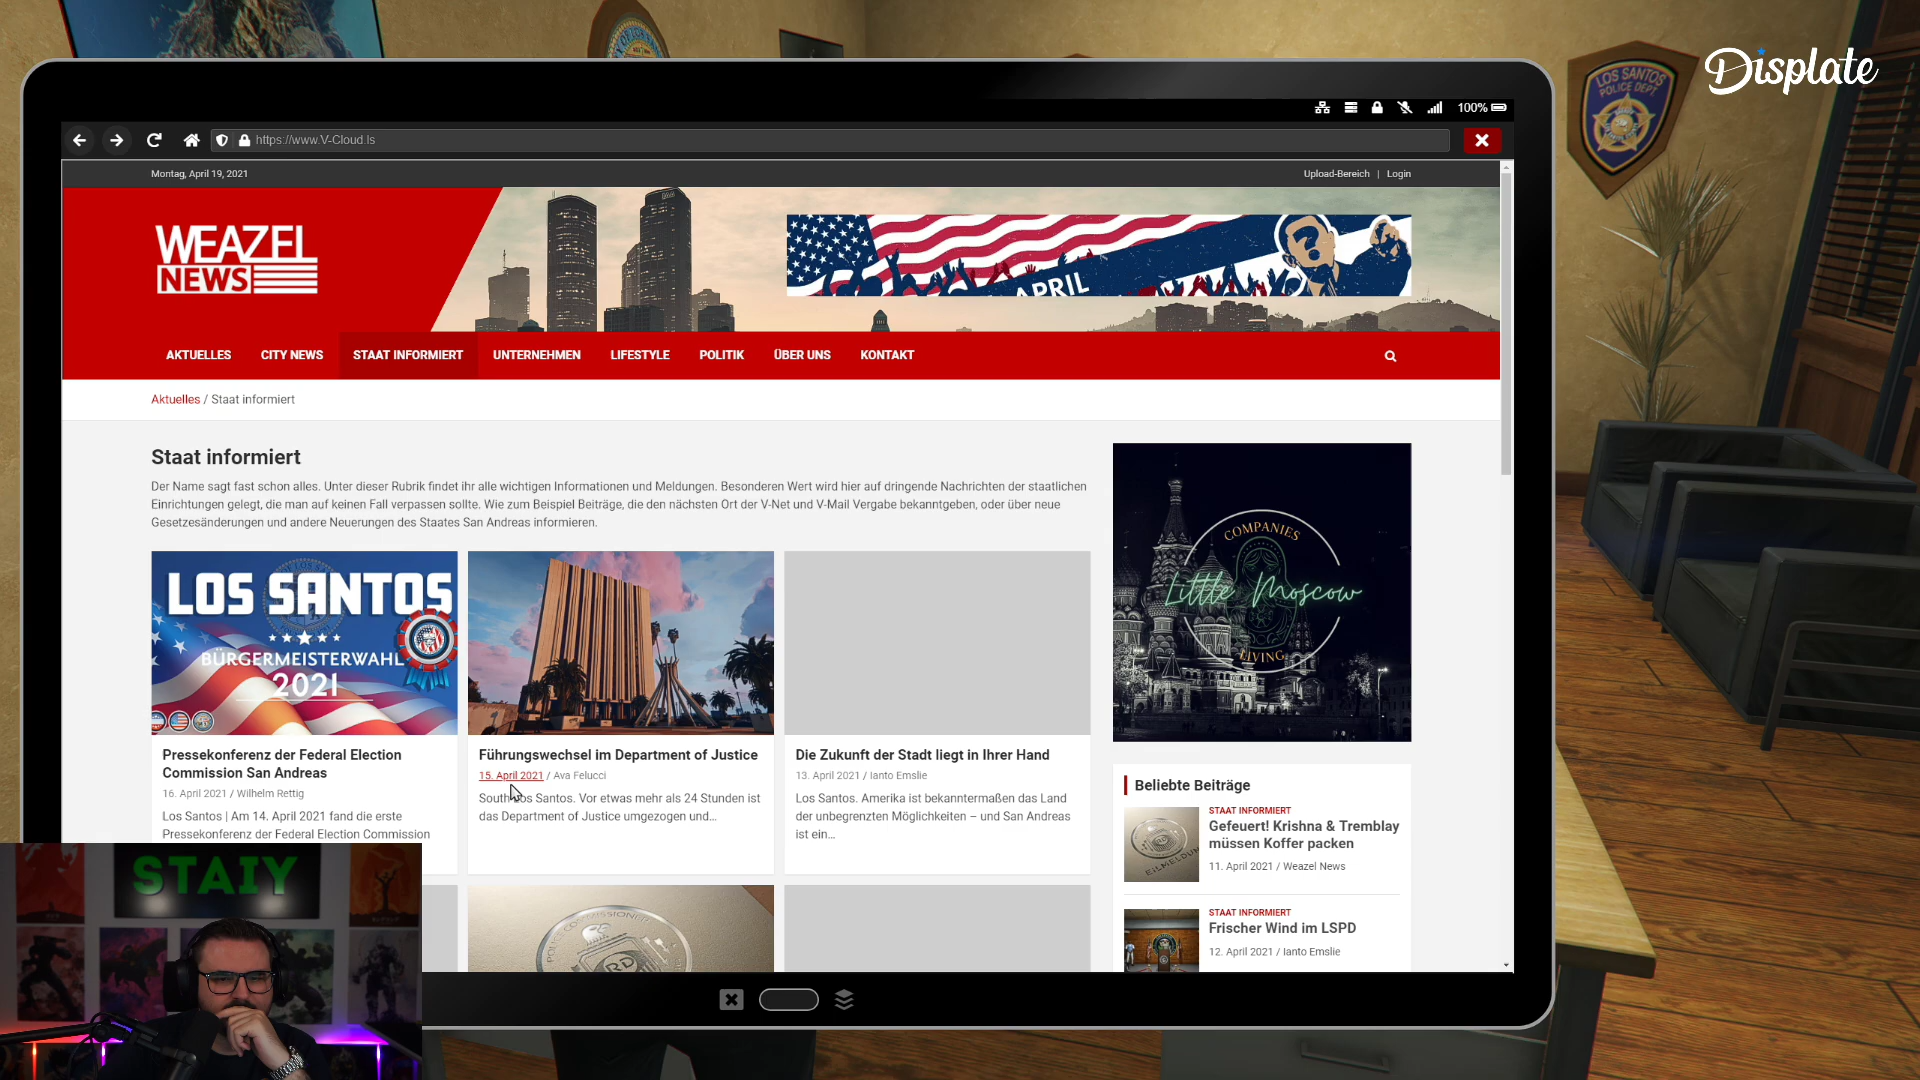 Displate
LOS SANTOS
POLICE DEPT.
100%
https://www.V-Cloud.ls
Montag, April 19, 2021
Upload-Bereich | Login
WEAZEL
NEWS
APRIL
AKTUELLES
CITY NEWS
STAAT INFORMIERT
UNTERNEHMEN
LIFESTYLE
POLITIK
ÜBER UNS
KONTAKT
Aktuelles / Staat informiert
Staat informiert
Der Name sagt fast schon alles. Unter dieser Rubrik findet ihr alle wichtigen Informationen und Meldungen. Besonderen Wert wird hier auf dringende Nachrichten der staatlichen
Einrichtungen gelegt, die man auf keinen Fall verpassen sollte. Wie zum Beispiel Beiträge, die den nächsten Ort der V-Net und V-Mail Vergabe bekanntgeben, oder über neue
Gesetzesänderungen und andere Neuerungen des Staates San Andreas informieren.
LOS SANTOS
BÜRGERMEISTERWAHL
2021
Pressekonferenz der Federal Election
Commission San Andreas
16. April 2021 / Wilhelm Rettig
Los Santos | Am 14. April 2021 fand die erste
Pressekonferenz der Federal Election Commission
Führungswechsel im Department of Justice
15. April 2021 / Ava Felucci
South Los Santos. Vor etwas mehr als 24 Stunden ist
das Department of Justice umgezogen und...
Die Zukunft der Stadt liegt in Ihrer Hand
13. April 2021 / Ianto Emslie
Los Santos. Amerika ist bekanntermaßen das Land
der unbegrenzten Möglichkeiten – und San Andreas
ist ein...
COMPANIES
Little Moscow
LIVING
Beliebte Beiträge
STAAT INFORMIERT
Gefeuert! Krishna & Tremblay
müssen Koffer packen
11. April 2021 / Weazel News
EILMELDUNG
STAAT INFORMIERT
Frischer Wind im LSPD
12. April 2021 / Ianto Emslie
POLICE COMMISSIONER
STAIY